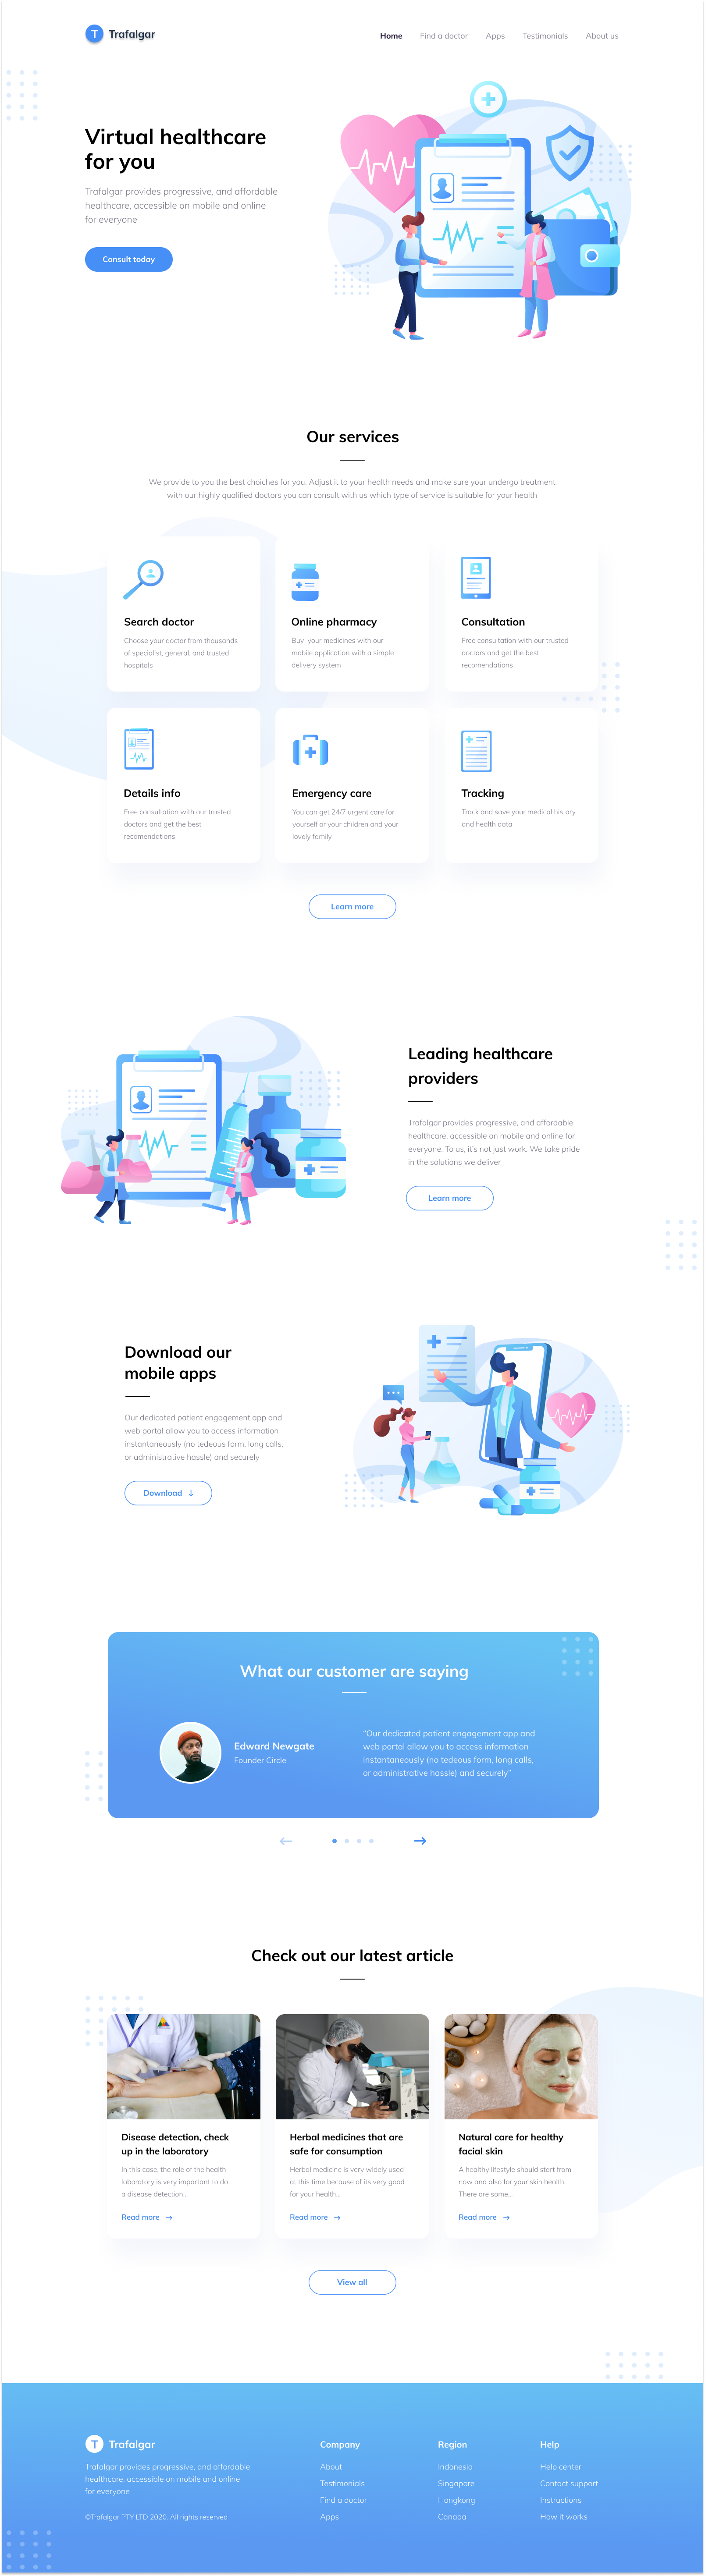 T Trafalgar
Home Find a doctor Apps Testimonials About us
Virtual healthcare
for you
Trafalgar provides progressive, and affordable
healthcare, accessible on mobile and online
for everyone
Consult today
Our services
We provide to you the best choiches for you. Adjust it to your health needs and make sure your undergo treatment
with our highly qualified doctors you can consult with us which type of service is suitable for your health
Search doctor
Choose your doctor from thousands
of specialist, general, and trusted
hospitals
Online pharmacy
Buy  your medicines with our
mobile application with a simple
delivery system
Consultation
Free consultation with our trusted
doctors and get the best
recomendations
Details info
Free consultation with our trusted
doctors and get the best
recomendations
Emergency care
You can get 24/7 urgent care for
yourself or your children and your
lovely family
Tracking
Track and save your medical history
and health data
Learn more
Leading healthcare
providers
Trafalgar provides progressive, and affordable
healthcare, accessible on mobile and online for
everyone. To us, it's not just work. We take pride
in the solutions we deliver
Learn more
Download our
mobile apps
Our dedicated patient engagement app and
web portal allow you to access information
instantaneously (no tedeous form, long calls,
or administrative hassle) and securely
Download ↓
What our customer are saying
Edward Newgate
Founder Circle
"Our dedicated patient engagement app and
web portal allow you to access information
instantaneously (no tedeous form, long calls,
or administrative hassle) and securely"
Check out our latest article
Disease detection, check
up in the laboratory
In this case, the role of the health
laboratory is very important to do
a disease detection...
Read more →
Herbal medicines that are
safe for consumption
Herbal medicine is very widely used
at this time because of its very good
for your health...
Read more →
Natural care for healthy
facial skin
A healthy lifestyle should start from
now and also for your skin health.
There are some...
Read more →
View all
T Trafalgar
Trafalgar provides progressive, and affordable
healthcare, accessible on mobile and online
for everyone
©Trafalgar PTY LTD 2020. All rights reserved
Company
About
Testimonials
Find a doctor
Apps
Region
Indonesia
Singapore
Hongkong
Canada
Help
Help center
Contact support
Instructions
How it works